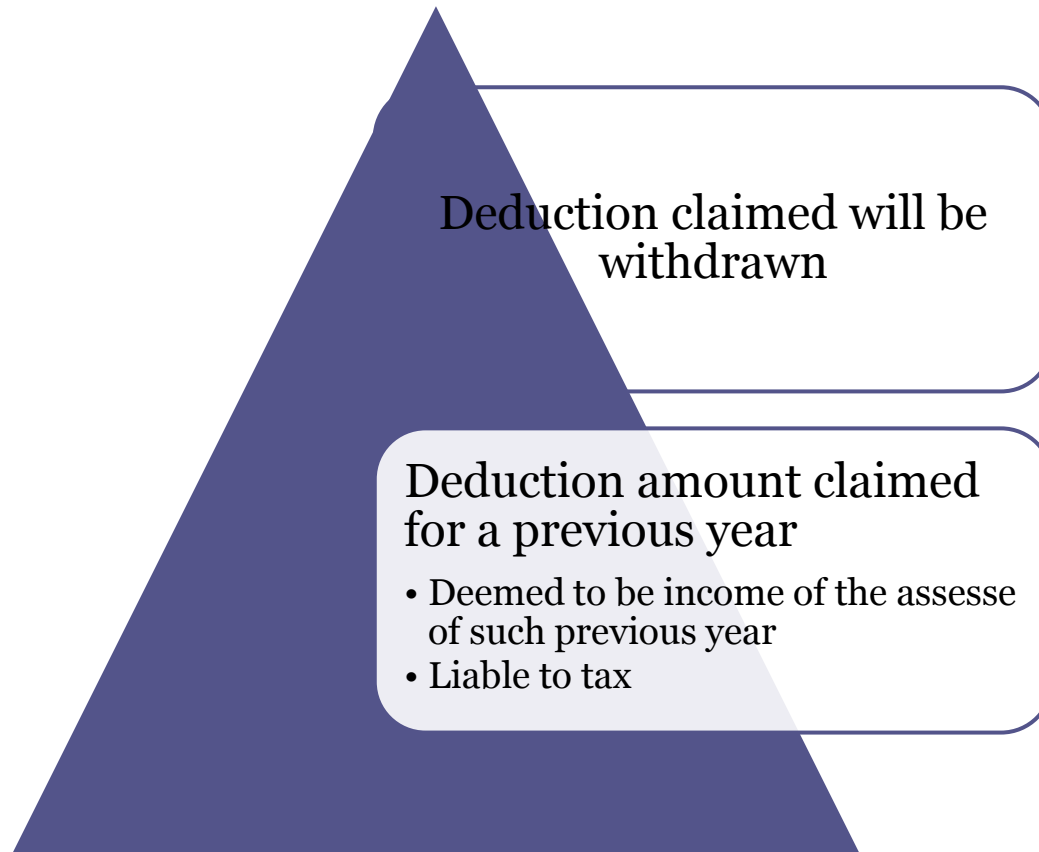 Deduction claimed will be
withdrawn
Deduction amount claimed
for a previous year
• Deemed to be income of the assesse
of such previous year
• Liable to tax